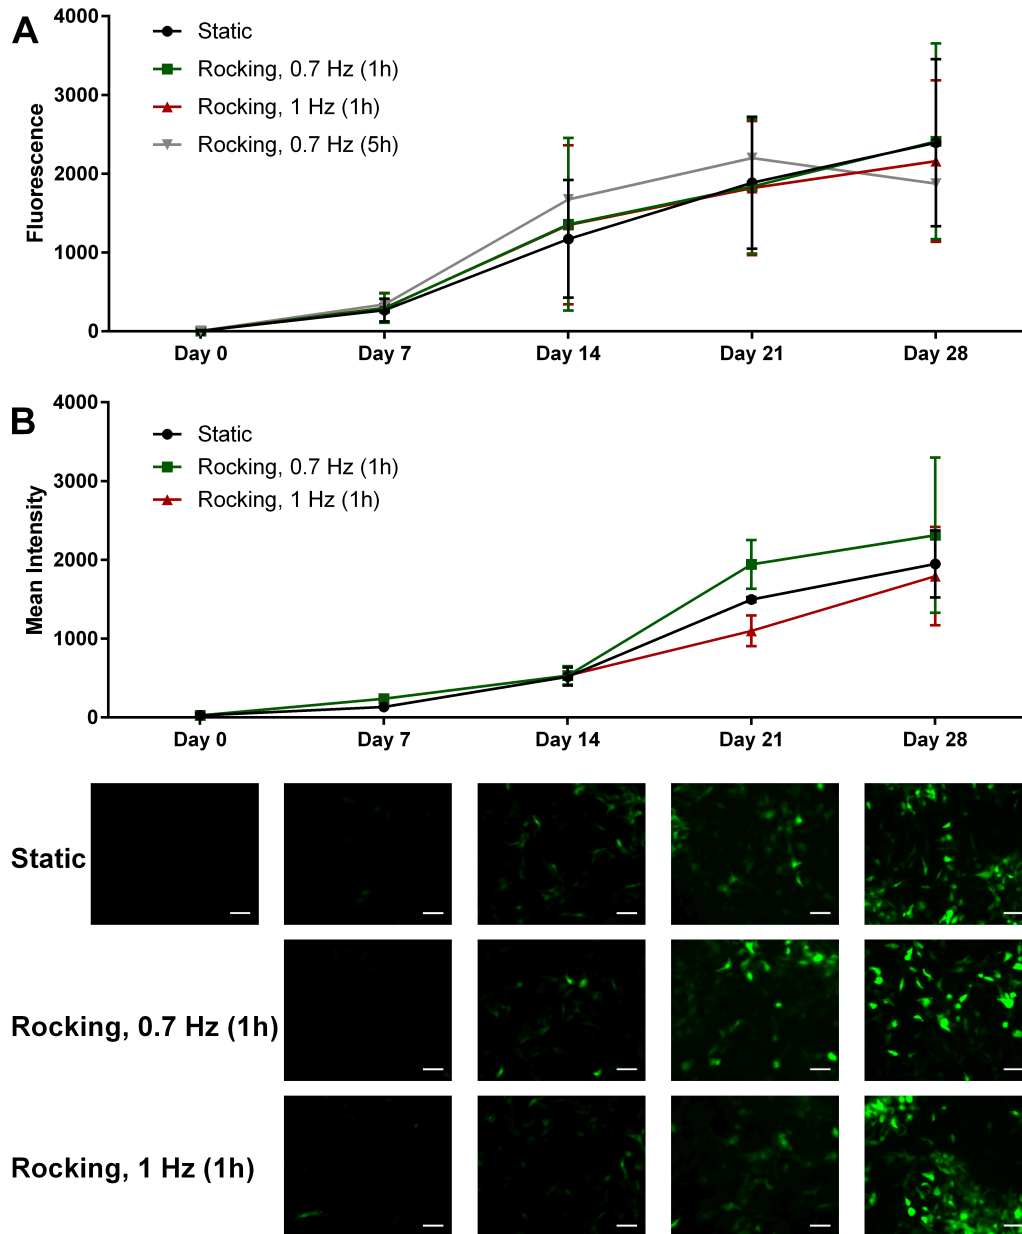 A
4000
3000
2000
1000
0
Fluorescence
Static
Rocking, 0.7 Hz (1h)
Rocking, 1 Hz (1h)
Rocking, 0.7 Hz (5h)
Day 0 Day 7 Day 14 Day 21 Day 28
B
4000
3000
2000
1000
0
Mean Intensity
Static
Rocking, 0.7 Hz (1h)
Rocking, 1 Hz (1h)
Day 0 Day 7 Day 14 Day 21 Day 28
Static
Rocking, 0.7 Hz (1h)
Rocking, 1 Hz (1h)